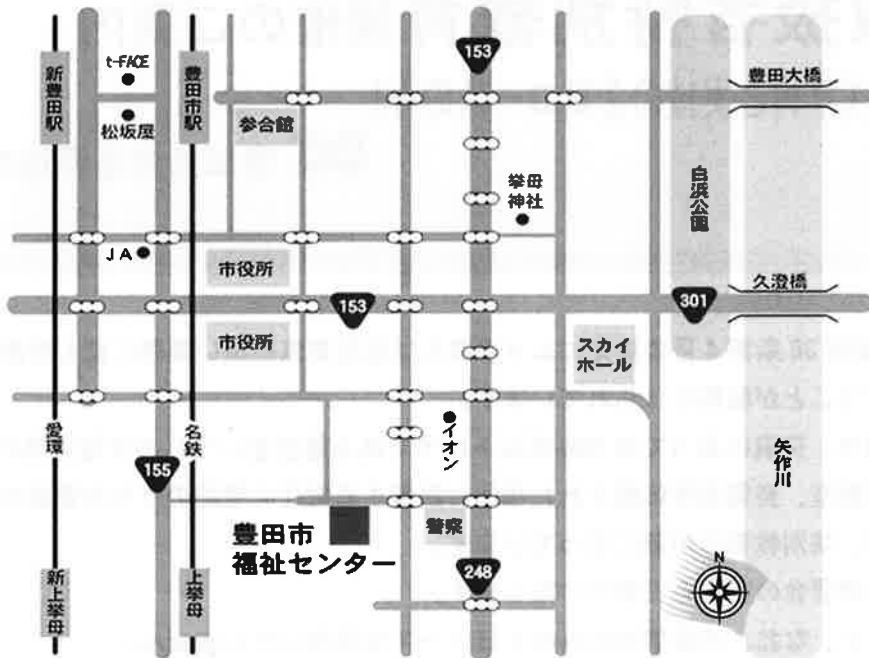 153
t-FACE
新豊田駅
豊田市駅
豊田大橋
松坂屋
参合館
挙母
神社
白浜公園
JA
市役所
久澄橋
153
301
市役所
スカイ
ホール
愛環
名鉄
イオン
矢作川
155
豊田市
福祉センター
警察
N
新上挙母
上挙母
248